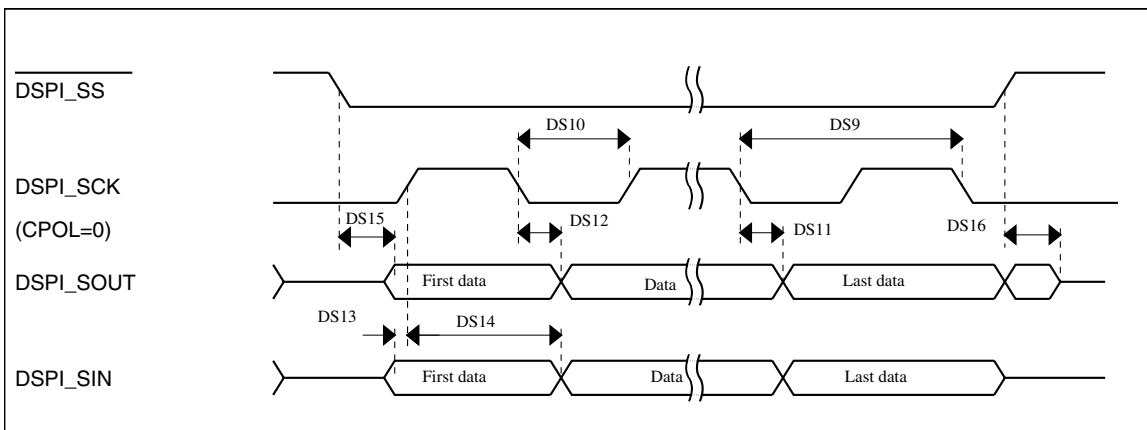 DSPI_SS
DS10
DS9
DSPI_SCK
(CPOL=0)
DS15
DS12
DS11
DS16
DSPI_SOUT
First data
Data
Last data
DS13
DS14
DSPI_SIN
First data
Data
Last data